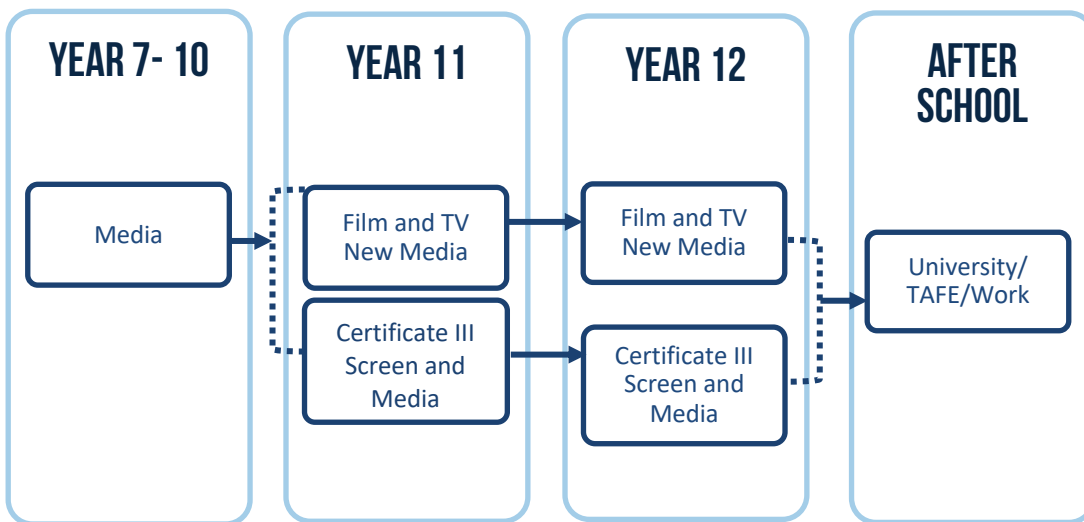 YEAR 7- 10
Media
YEAR 11
Film and TV
New Media
Certificate III
Screen and
Media
YEAR 12
Film and TV
New Media
Certificate III
Screen and
Media
AFTER
SCHOOL
University/
TAFE/Work